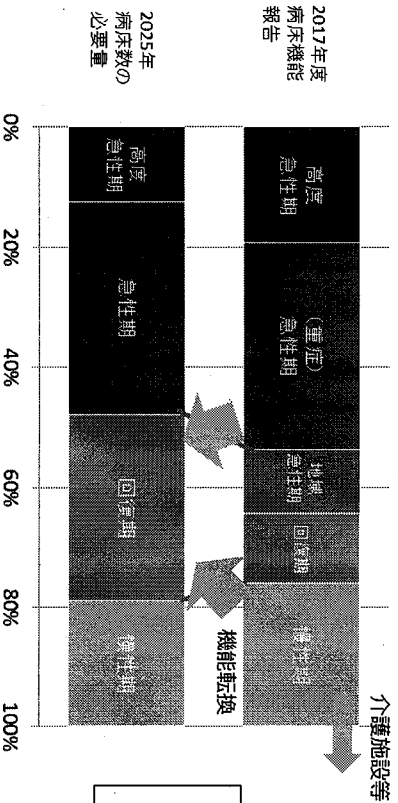 2017年度
病床機能
報告
高度
急性期
(重症)
急性期
地域
急性期
回復期
慢性期
介護施設等
機能転換
2025年
病床数の
必要量
高度
急性期
急性期
回復期
慢性期
0%
20%
40%
60%
80%
100%